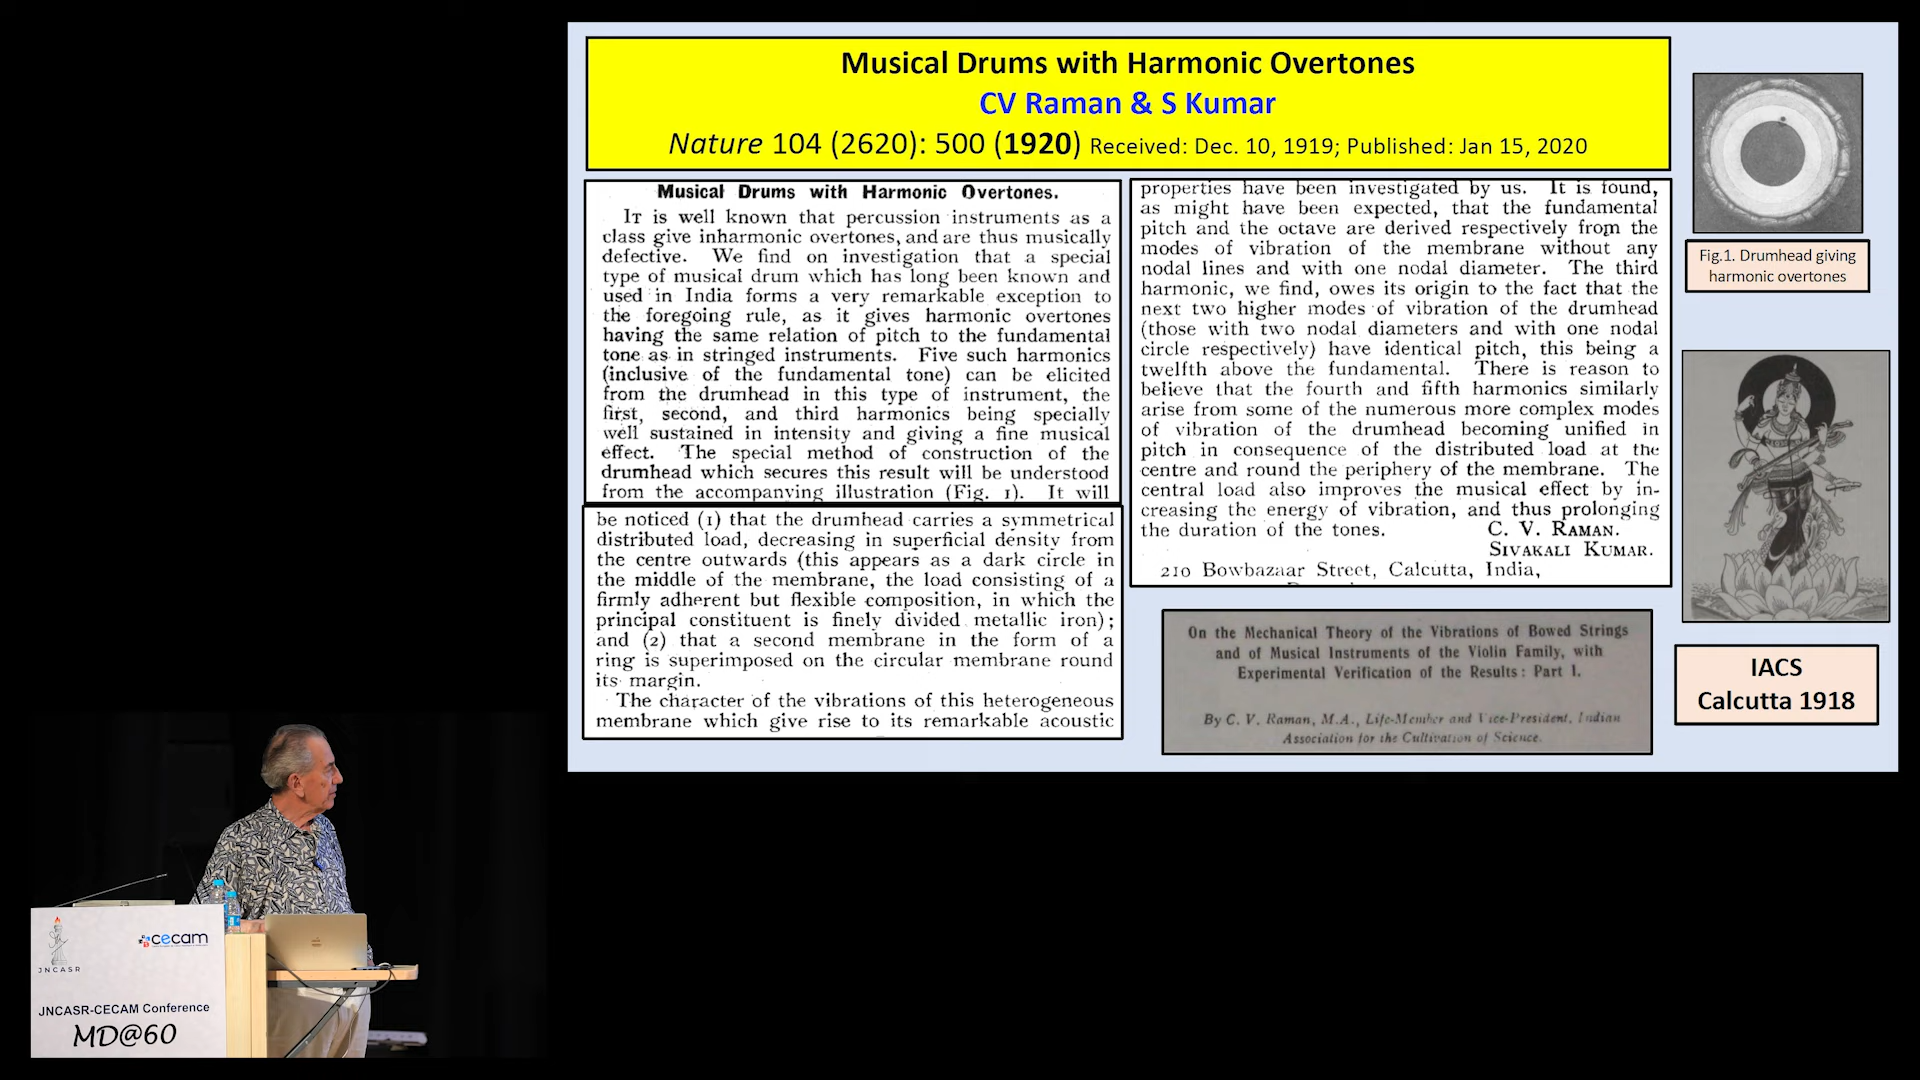 Musical Drums with Harmonic Overtones
CV Raman & S Kumar
Nature 104 (2620): 500 (1920) Received: Dec. 10, 1919; Published: Jan 15, 2020
Musical Drums with Harmonic Overtones.
IT is well known that percussion instruments as a
class give inharmonic overtones, and are thus musically
defective. We find on investigation that a special
type of musical drum which has long been known and
used in India forms a very remarkable exception to
the foregoing rule, as it gives harmonic overtones
having the same relation of pitch to the fundamental
tone as in stringed instruments. Five such harmonics
(inclusive of the fundamental tone) can be elicited
from the drumhead in this type of instrument, the
first, second, and third harmonics being specially
well sustained in intensity and giving a fine musical
effect. The special method of construction of the
drumhead which secures this result will be understood
from the accompanying illustration (Fig. 1). It will
be noticed (1) that the drumhead carries a symmetrical
distributed load, decreasing in superficial density from
the centre outwards (this appears as a dark circle in
the middle of the membrane, the load consisting of a
firmly adherent but flexible composition, in which the
principal constituent is finely divided metallic iron);
and (2) that a second membrane in the form of a
ring is superimposed on the circular membrane round
its margin.
The character of the vibrations of this heterogeneous
membrane which give rise to its remarkable acoustic
properties have been investigated by us. It is found,
as might have been expected, that the fundamental
pitch and the octave are derived respectively from the
modes of vibration of the membrane without any
nodal lines and with one nodal diameter. The third
harmonic, we find, owes its origin to the fact that the
next two higher modes of vibration of the drumhead
(those with two nodal diameters and with one nodal
circle respectively) have identical pitch, this being a
twelfth above the fundamental. There is reason to
believe that the fourth and fifth harmonics similarly
arise from some of the numerous more complex modes
of vibration of the drumhead becoming unified in
pitch in consequence of the distributed load at the
centre and round the periphery of the membrane. The
central load also improves the musical effect by in-
creasing the energy of vibration, and thus prolonging
the duration of the tones. C. V. RAMAN.
SIVAKALI KUMAR.
210 Bowbazaar Street, Calcutta, India,
On the Mechanical Theory of the Vibrations of Bowed Strings
and of Musical Instruments of the Violin Family, with
Experimental Verification of the Results: Part I.
By C. V. Raman, M.A., Life-Member and Vice-President, Indian
Association for the Cultivation of Science.
Fig.1. Drumhead giving
harmonic overtones
IACS
Calcutta 1918
JNCASR
cecam
JNCASR-CECAM Conference
MD@60